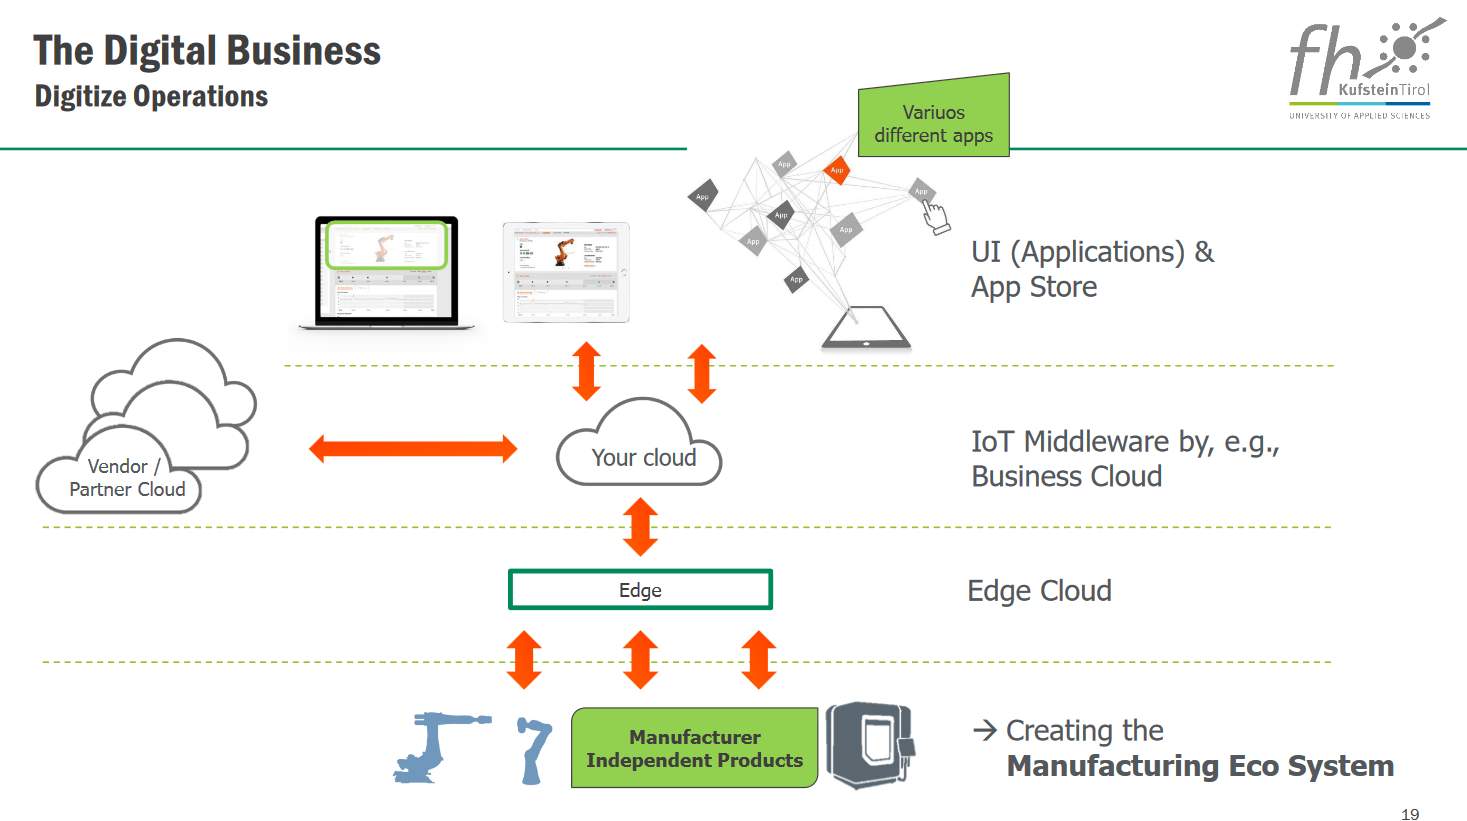 The Digital Business
Digitize Operations
fh
KufsteinTirol
UNIVERSITY OF APPLIED SCIENCES
Variuos
different apps
App
App
App
App
App
App
App
App
UI (Applications) &
App Store
Vendor /
Partner Cloud
Your cloud
IoT Middleware by, e.g.,
Business Cloud
Edge
Edge Cloud
Manufacturer
Independent Products
→ Creating the
Manufacturing Eco System
19